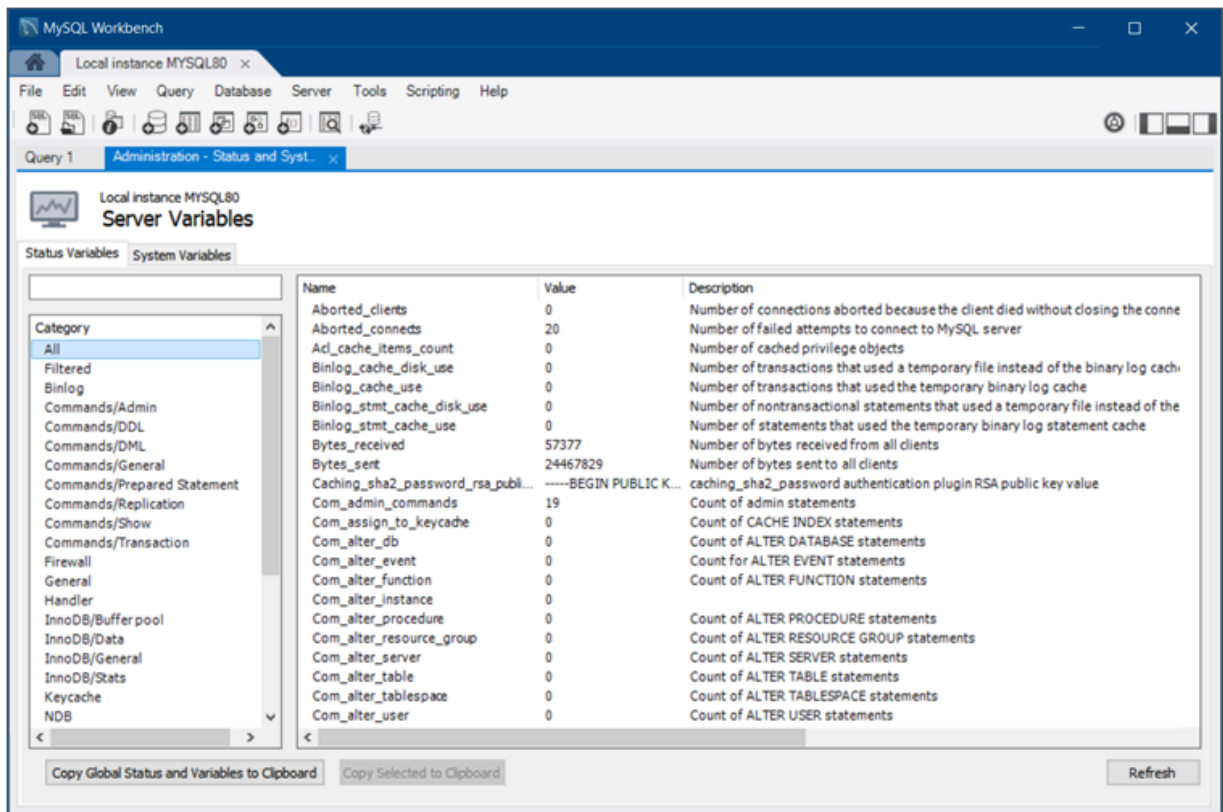 MySQL Workbench
Local instance MYSQL80
File Edit View Query Database Server Tools Scripting Help
Query 1 Administration - Status and Syst...
Local instance MYSQL80
Server Variables
Status Variables System Variables
Category
All
Filtered
Binlog
Commands/Admin
Commands/DDL
Commands/DML
Commands/General
Commands/Prepared Statement
Commands/Replication
Commands/Show
Commands/Transaction
Firewall
General
Handler
InnoDB/Buffer pool
InnoDB/Data
InnoDB/General
InnoDB/Stats
Keycache
NDB
Name Value Description
Aborted_clients 0 Number of connections aborted because the client died without closing the conne
Aborted_connects 20 Number of failed attempts to connect to MySQL server
Acl_cache_items_count 0 Number of cached privilege objects
Binlog_cache_disk_use 0 Number of transactions that used a temporary file instead of the binary log cach
Binlog_cache_use 0 Number of transactions that used the temporary binary log cache
Binlog_stmt_cache_disk_use 0 Number of nontransactional statements that used a temporary file instead of the
Binlog_stmt_cache_use 0 Number of statements that used the temporary binary log statement cache
Bytes_received 57377 Number of bytes received from all clients
Bytes_sent 24467829 Number of bytes sent to all clients
Caching_sha2_password_rsa_publi... -----BEGIN PUBLIC K... caching_sha2_password authentication plugin RSA public key value
Com_admin_commands 19 Count of admin statements
Com_assign_to_keycache 0 Count of CACHE INDEX statements
Com_alter_db 0 Count of ALTER DATABASE statements
Com_alter_event 0 Count for ALTER EVENT statements
Com_alter_function 0 Count of ALTER FUNCTION statements
Com_alter_instance 0
Com_alter_procedure 0 Count of ALTER PROCEDURE statements
Com_alter_resource_group 0 Count of ALTER RESOURCE GROUP statements
Com_alter_server 0 Count of ALTER SERVER statements
Com_alter_table 0 Count of ALTER TABLE statements
Com_alter_tablespace 0 Count of ALTER TABLESPACE statements
Com_alter_user 0 Count of ALTER USER statements
Copy Global Status and Variables to Clipboard Copy Selected to Clipboard Refresh